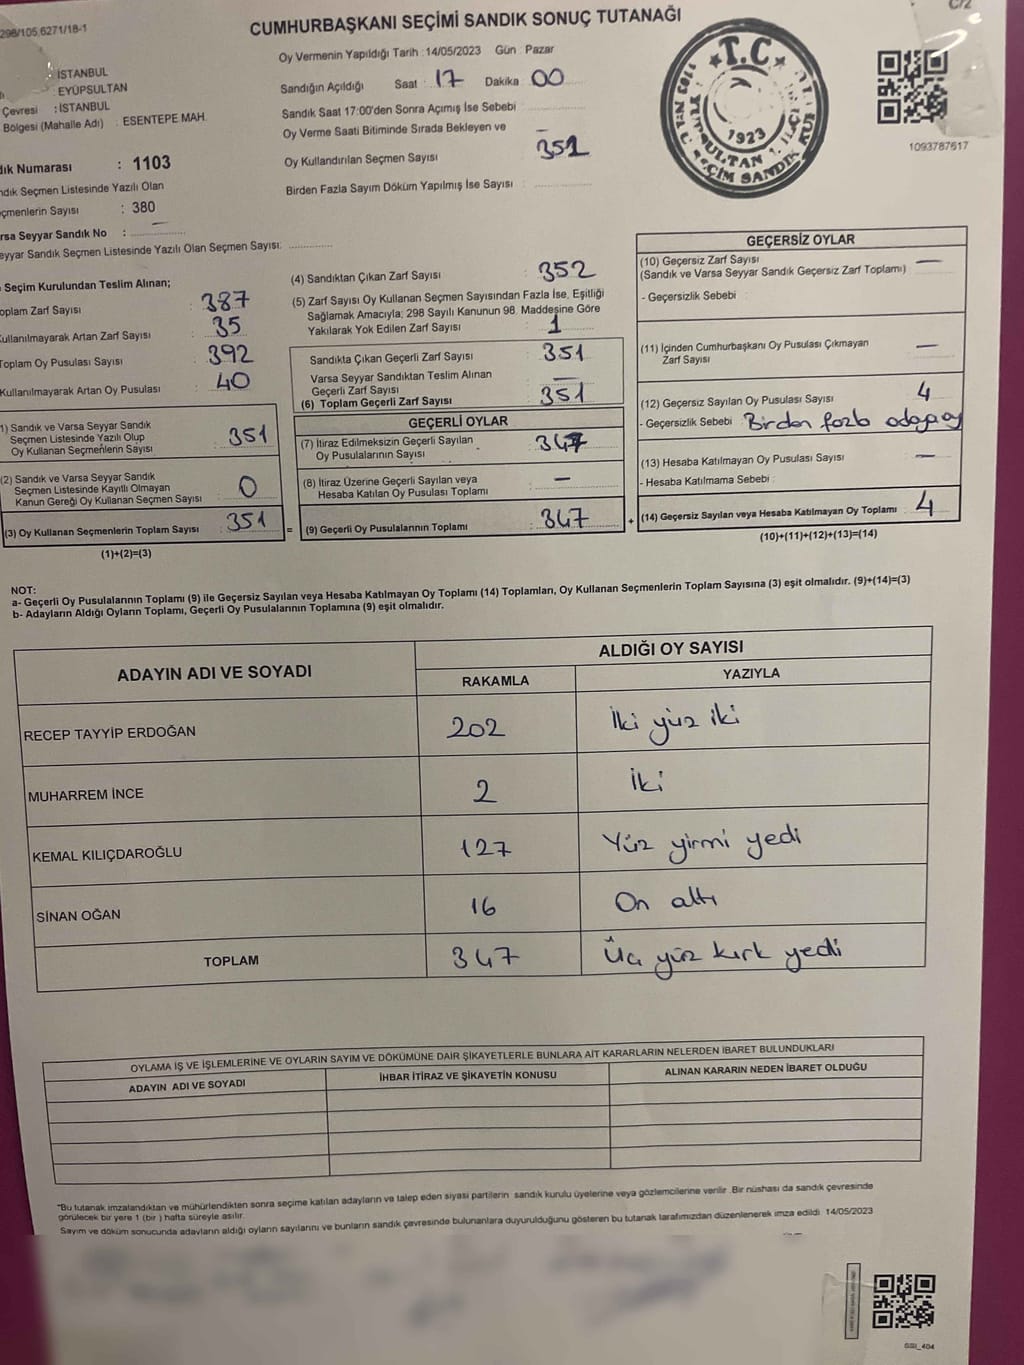 298/105,6271/18-1
C/2
CUMHURBAŞKANI SEÇİMİ SANDIK SONUÇ TUTANAĞI
İSTANBUL
EYÜPSULTAN
Çevresi : İSTANBUL
Bölgesi (Mahalle Adı) : ESENTEPE MAH.
Numarası : 1103
Sandık Seçmen Listesinde Yazılı Olan
Seçmenlerin Sayısı : 380
Seyyar Sandık No : —
Seyyar Sandık Seçmen Listesinde Yazılı Olan Seçmen Sayısı:
Oy Vermenin Yapıldığı Tarih : 14/05/2023 Gün : Pazar
Sandığın Açıldığı Saat : 17 Dakika 00
Sandık Saat 17:00'den Sonra Açımış İse Sebebi
Oy Verme Saati Bitiminde Sırada Bekleyen ve —
Oy Kullandırılan Seçmen Sayısı 351
Birden Fazla Sayım Döküm Yapılmış İse Sayısı :
T.C.
1923
1093787617
Seçim Kurulundan Teslim Alınan;
Toplam Zarf Sayısı : 387
Kullanılmayarak Artan Zarf Sayısı : 35
Toplam Oy Pusulası Sayısı : 392
Kullanılmayarak Artan Oy Pusulası : 40
(1) Sandık ve Varsa Seyyar Sandık
Seçmen Listesinde Yazılı Olup
Oy Kullanan Seçmenlerin Sayısı : 351
(2) Sandık ve Varsa Seyyar Sandık
Seçmen Listesinde Kayıtlı Olmayan
Kanun Gereği Oy Kullanan Seçmen Sayısı : 0
(3) Oy Kullanan Seçmenlerin Toplam Sayısı : 351
(1)+(2)=(3)
(4) Sandıktan Çıkan Zarf Sayısı : 352
(5) Zarf Sayısı Oy Kullanan Seçmen Sayısından Fazla İse, Eşitliği
Sağlamak Amacıyla; 298 Sayılı Kanunun 98. Maddesine Göre
Yakılarak Yok Edilen Zarf Sayısı : 1
Sandıkta Çıkan Geçerli Zarf Sayısı : 351
Varsa Seyyar Sandıktan Teslim Alınan
Geçerli Zarf Sayısı : —
(6) Toplam Geçerli Zarf Sayısı : 351
GEÇERLİ OYLAR
(7) İtiraz Edilmeksizin Geçerli Sayılan
Oy Pusulalarının Sayısı : 347
(8) İtiraz Üzerine Geçerli Sayılan veya
Hesaba Katılan Oy Pusulası Toplamı : —
= (9) Geçerli Oy Pusulalarının Toplamı : 347
GEÇERSİZ OYLAR
(10) Geçersiz Zarf Sayısı : —
(Sandık ve Varsa Seyyar Sandık Geçersiz Zarf Toplamı)
- Geçersizlik Sebebi :
(11) İçinden Cumhurbaşkanı Oy Pusulası Çıkmayan
Zarf Sayısı : —
(12) Geçersiz Sayılan Oy Pusulası Sayısı : 4
- Geçersizlik Sebebi : Birden fazla adaya oy
(13) Hesaba Katılmayan Oy Pusulası Sayısı : —
- Hesaba Katılmama Sebebi :
+ (14) Geçersiz Sayılan veya Hesaba Katılmayan Oy Toplamı : 4
(10)+(11)+(12)+(13)=(14)
NOT:
a- Geçerli Oy Pusulalarının Toplamı (9) ile Geçersiz Sayılan veya Hesaba Katılmayan Oy Toplamı (14) Toplamları, Oy Kullanan Seçmenlerin Toplam Sayısına (3) eşit olmalıdır. (9)+(14)=(3)
b- Adayların Aldığı Oyların Toplamı, Geçerli Oy Pusulalarının Toplamına (9) eşit olmalıdır.
ADAYIN ADI VE SOYADI
ALDIĞI OY SAYISI
RAKAMLA YAZIYLA
RECEP TAYYİP ERDOĞAN 202 İki yüz iki
MUHARREM İNCE 2 İki
KEMAL KILIÇDAROĞLU 127 Yüz yirmi yedi
SİNAN OĞAN 16 On altı
TOPLAM 347 Üç yüz kırk yedi
OYLAMA İŞ VE İŞLEMLERİNE VE OYLARIN SAYIM VE DÖKÜMÜNE DAİR ŞİKAYETLERLE BUNLARA AİT KARARLARIN NELERDEN İBARET BULUNDUKLARI
ADAYIN ADI VE SOYADI İHBAR İTİRAZ VE ŞİKAYETİN KONUSU ALINAN KARARIN NEDEN İBARET OLDUĞU
*Bu tutanak imzalandıktan ve mühürlendikten sonra seçime katılan adayların ve talep eden siyasi partilerin sandık kurulu üyelerine veya gözlemcilerine verilir. Bir nüshası da sandık çevresinde
görülecek bir yere 1 (bir ) hafta süreyle asılır.
Sayım ve döküm sonucunda adayların aldığı oyların sayılarını ve bunların sandık çevresinde bulunanlara duyurulduğunu gösteren bu tutanak tarafımızdan düzenlenerek imza edildi. 14/05/2023
GSI_404